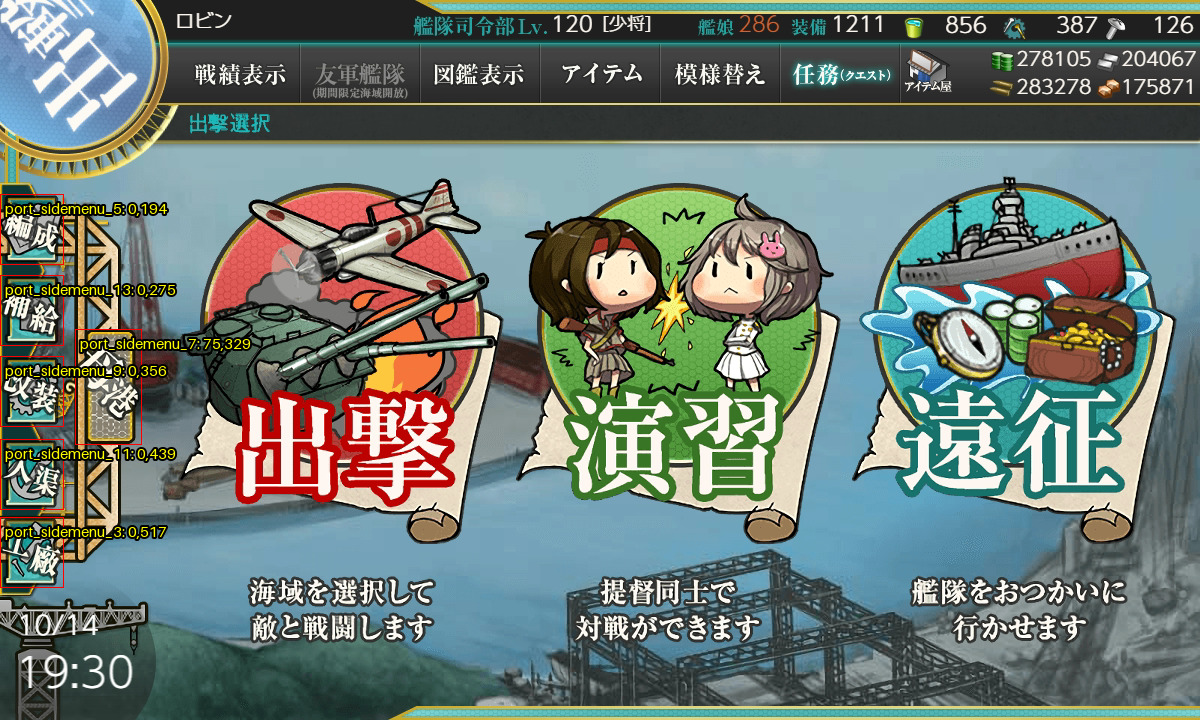 ロビン
艦隊司令部Lv. 120 [少将]
艦娘 286 装備 1211
856 387 126
戦績表示
友軍艦隊
(期間限定海域開放)
図鑑表示
アイテム
模様替え
任務(クエスト)
アイテム屋
278105 204067
283278 175871
出撃選択
port_sidemenu_5: 0,194
編成
port_sidemenu_13: 0,275
補給
port_sidemenu_7: 75,329
port_sidemenu_9: 0,356
改装
港
port_sidemenu_11: 0,439
入渠
port_sidemenu_3: 0,517
工廠
出撃
演習
遠征
海域を選択して
敵と戦闘します
提督同士で
対戦ができます
艦隊をおつかいに
行かせます
10/14
19:30